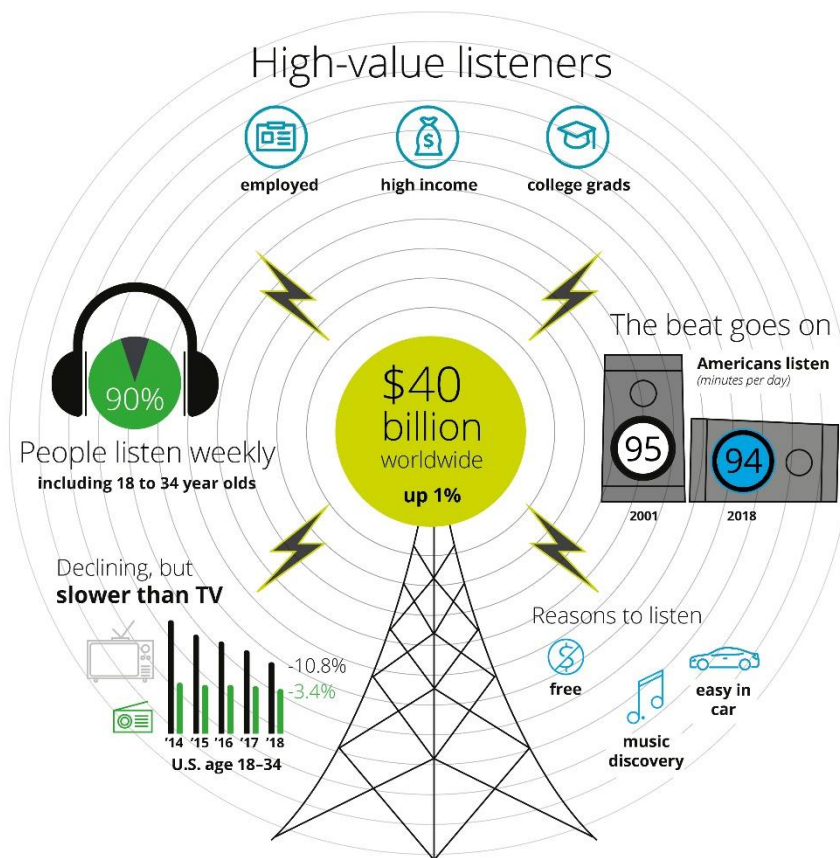 High-value listeners
employed
high income
college grads
90%
People listen weekly
including 18 to 34 year olds
$40
billion
worldwide
up 1%
The beat goes on
Americans listen
(minutes per day)
95
94
2001
2018
Declining, but
slower than TV
-10.8%
-3.4%
'14 '15 '16 '17 '18
U.S. age 18–34
Reasons to listen
free
music
discovery
easy in
car